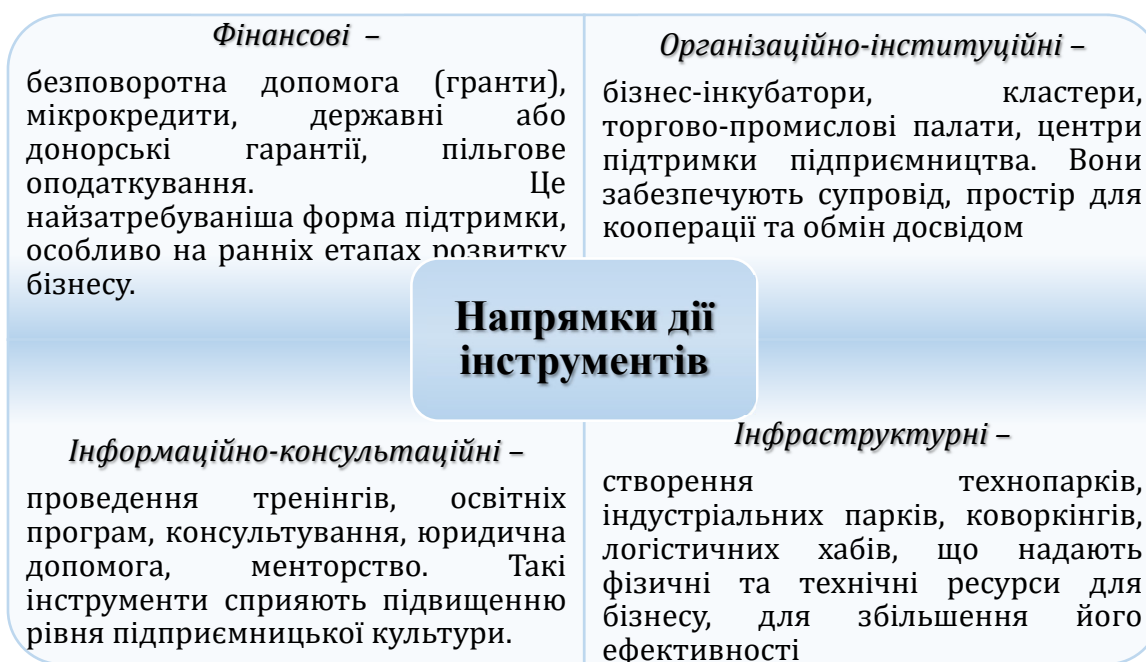 Фінансові –
безповоротна допомога (гранти),
мікрокредити, державні або
донорські гарантії, пільгове
оподаткування. Це
найзатребуваніша форма підтримки,
особливо на ранніх етапах розвитку
бізнесу.
Організаційно-інституційні –
бізнес-інкубатори, кластери,
торгово-промислові палати, центри
підтримки підприємництва. Вони
забезпечують супровід, простір для
кооперації та обмін досвідом
Напрямки дії
інструментів
Інформаційно-консультаційні –
проведення тренінгів, освітніх
програм, консультування, юридична
допомога, менторство. Такі
інструменти сприяють підвищенню
рівня підприємницької культури.
Інфраструктурні –
створення технопарків,
індустріальних парків, коворкінгів,
логістичних хабів, що надають
фізичні та технічні ресурси для
бізнесу, для збільшення його
ефективності